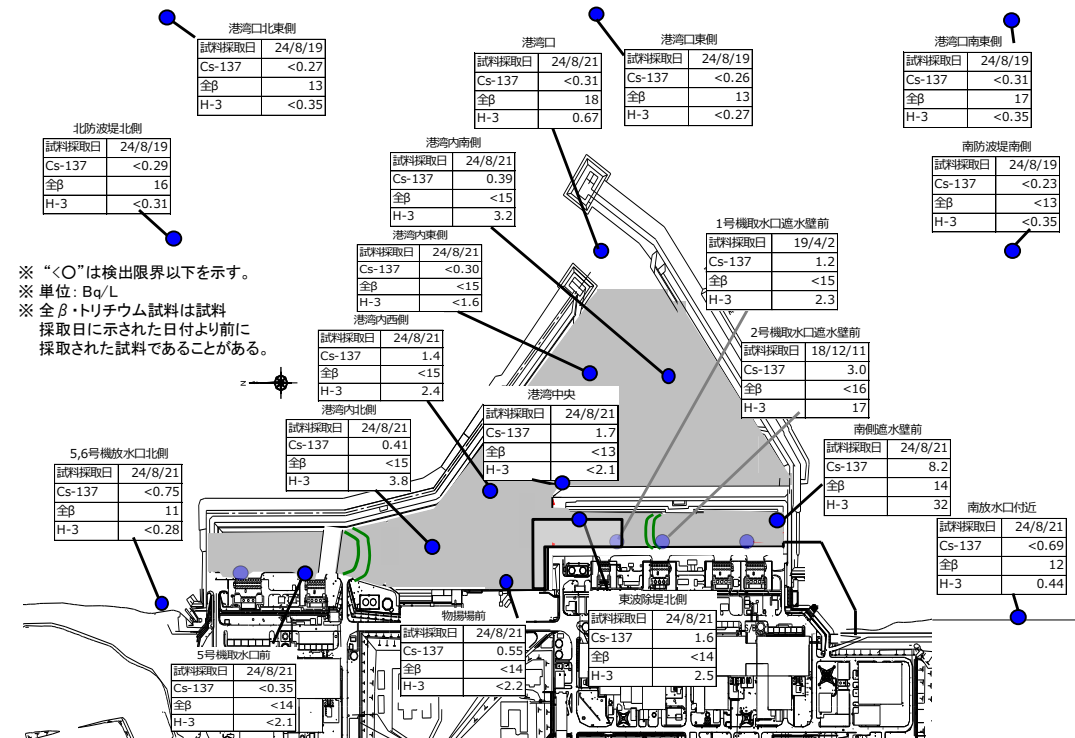 港湾口北東側
試料採取日 24/8/19
Cs-137 <0.27
全β 13
H-3 <0.35
港湾口
試料採取日 24/8/21
Cs-137 <0.31
全β 18
H-3 0.67
港湾口東側
試料採取日 24/8/19
Cs-137 <0.26
全β 13
H-3 <0.27
港湾口南東側
試料採取日 24/8/19
Cs-137 <0.31
全β 17
H-3 <0.35
北防波堤北側
試料採取日 24/8/19
Cs-137 <0.29
全β 16
H-3 <0.31
港湾内南側
試料採取日 24/8/21
Cs-137 0.39
全β <15
H-3 3.2
南防波堤南側
試料採取日 24/8/19
Cs-137 <0.23
全β <13
H-3 <0.35
港湾内東側
試料採取日 24/8/21
Cs-137 <0.30
全β <15
H-3 <1.6
1号機取水口遮水壁前
試料採取日 19/4/2
Cs-137 1.2
全β <15
H-3 2.3
※ “<○”は検出限界以下を示す。
※ 単位: Bq/L
※ 全β・トリチウム試料は試料
採取日に示された日付より前に
採取された試料であることがある。
N
港湾内西側
試料採取日 24/8/21
Cs-137 1.4
全β <15
H-3 2.4
2号機取水口遮水壁前
試料採取日 18/12/11
Cs-137 3.0
全β <16
H-3 17
港湾内北側
試料採取日 24/8/21
Cs-137 0.41
全β <15
H-3 3.8
港湾中央
試料採取日 24/8/21
Cs-137 1.7
全β <13
H-3 <2.1
南側遮水壁前
試料採取日 24/8/21
Cs-137 8.2
全β 14
H-3 32
5,6号機放水口北側
試料採取日 24/8/21
Cs-137 <0.75
全β 11
H-3 <0.28
南放水口付近
試料採取日 24/8/21
Cs-137 <0.69
全β 12
H-3 0.44
東波除堤北側
試料採取日 24/8/21
Cs-137 1.6
全β <14
H-3 2.5
物揚場前
試料採取日 24/8/21
Cs-137 0.55
全β <14
H-3 <2.2
5号機取水口前
試料採取日 24/8/21
Cs-137 <0.35
全β <14
H-3 <2.1